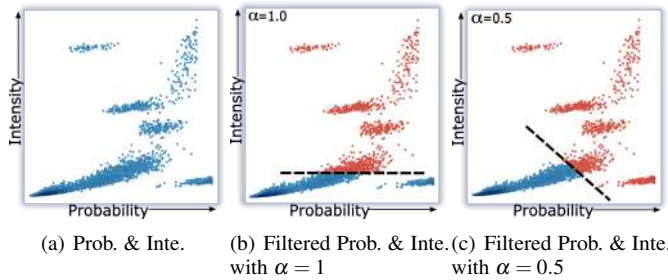 α=1.0
α=0.5
Intensity
Intensity
Intensity
Probability
Probability
Probability
(a) Prob. & Inte.
(b) Filtered Prob. & Inte.
with α = 1
(c) Filtered Prob. & Inte.
with α = 0.5